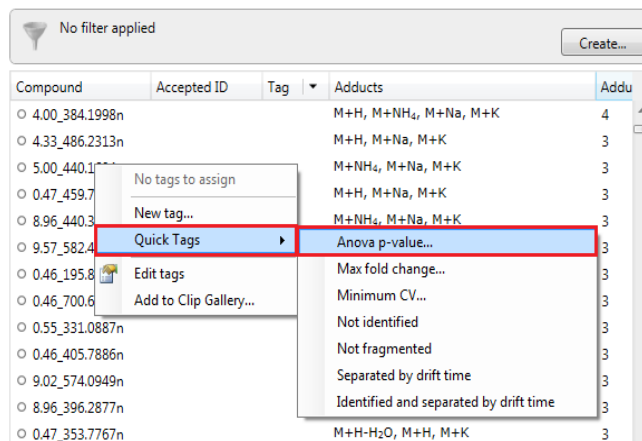 No filter applied
Create...
Compound Accepted ID Tag Adducts Addu
4.00_384.1998n M+H, M+NH₄, M+Na, M+K 4
4.33_486.2313n M+H, M+Na, M+K 3
5.00_440.1 M+NH₄, M+Na, M+K 3
0.47_459.7 M+H, M+Na, M+K 3
8.96_440.3 M+NH₄, M+Na, M+K 3
9.57_582.4 3
0.46_195.8 3
0.46_700.6 3
0.55_331.0887n 3
0.46_405.7886n 3
9.02_574.0949n 3
8.96_396.2877n 3
0.47_353.7767n M+H-H₂O, M+H, M+K 3
No tags to assign
New tag...
Quick Tags
Edit tags
Add to Clip Gallery...
Anova p-value...
Max fold change...
Minimum CV...
Not identified
Not fragmented
Separated by drift time
Identified and separated by drift time